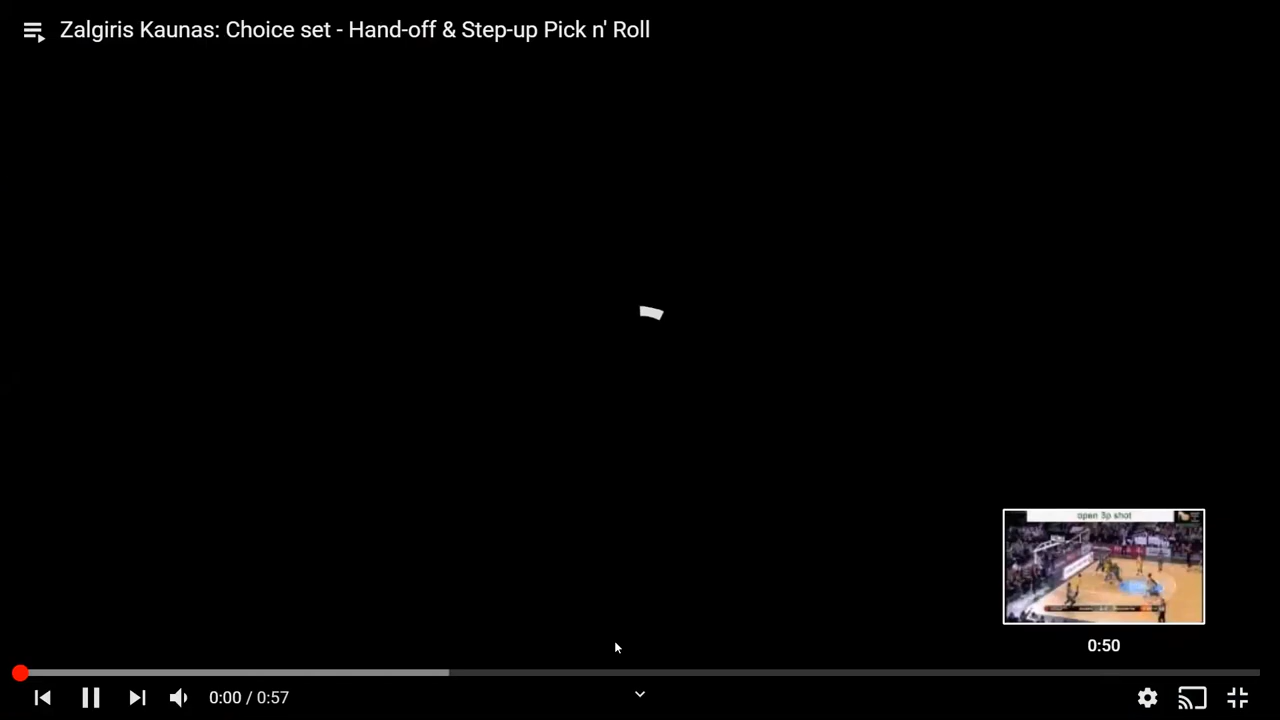 Zalgiris Kaunas: Choice set - Hand-off & Step-up Pick n' Roll
open 3p shot
0:50
0:00 / 0:57